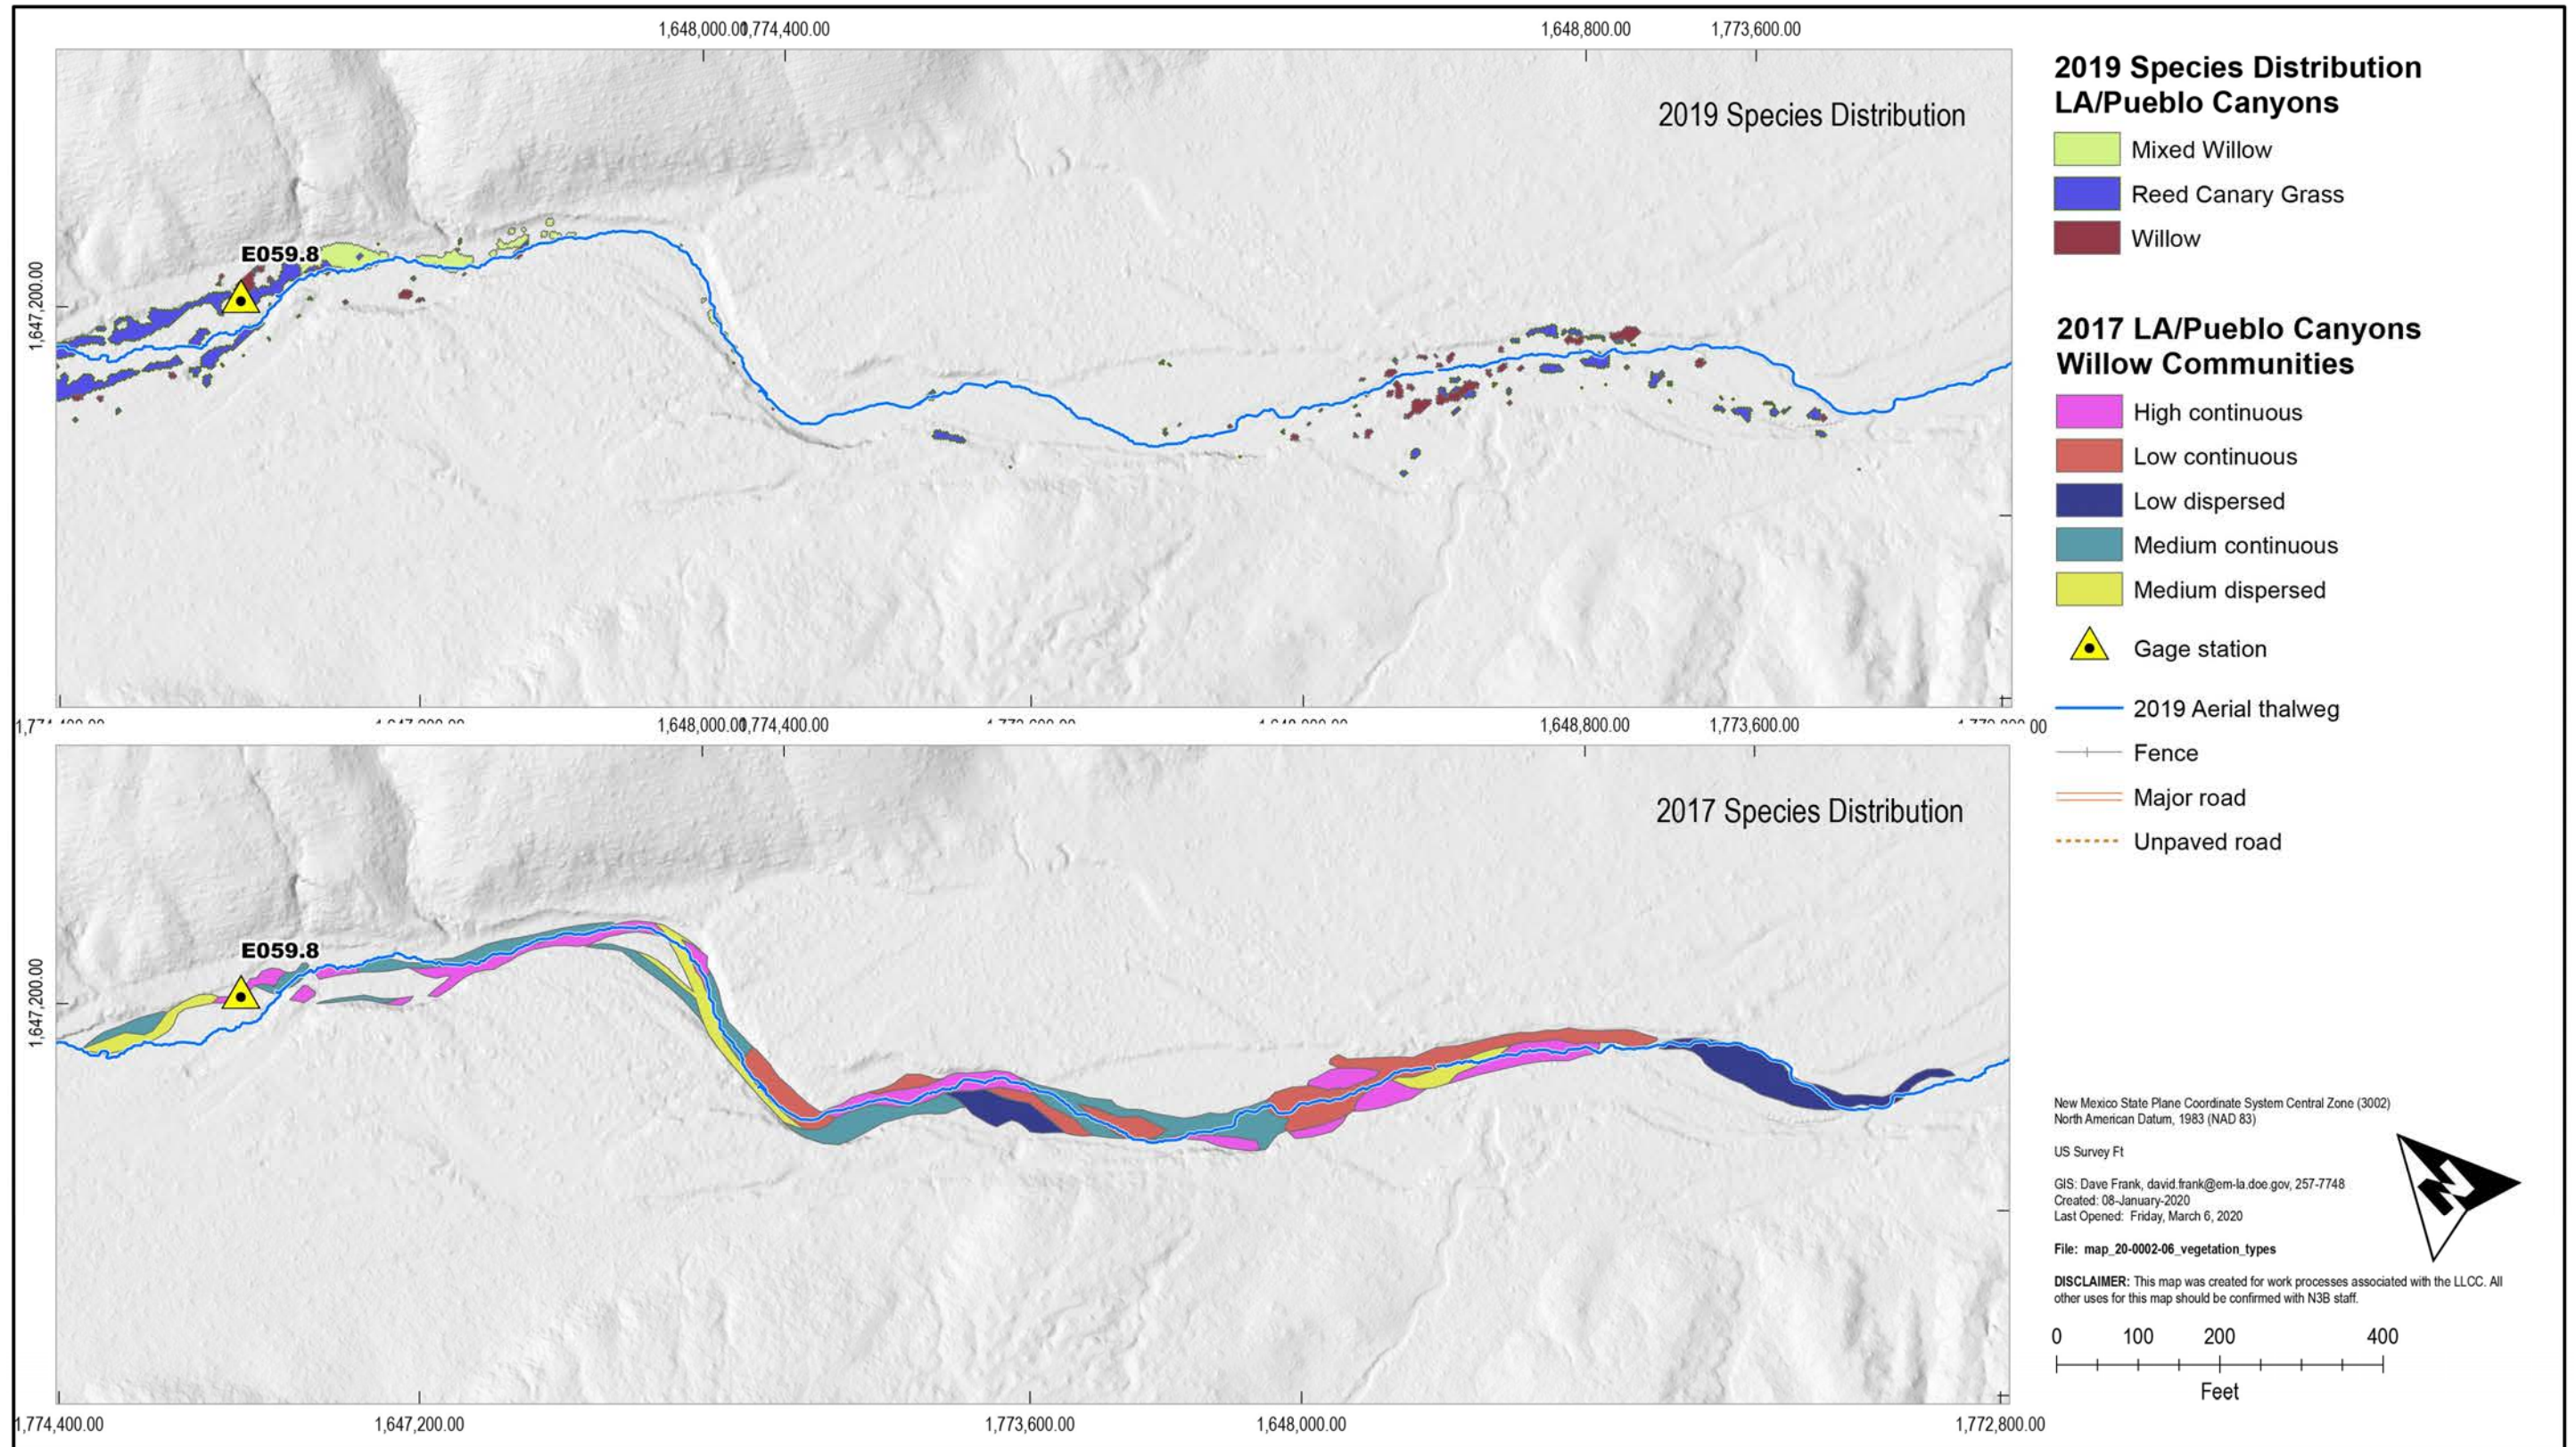 1,648,000.00 1,774,400.00 1,648,800.00 1,773,600.00
2019 Species Distribution
E059.8
1,647,200.00
1,648,000.00 1,774,400.00 1,648,800.00 1,773,600.00
2017 Species Distribution
E059.8
1,647,200.00
1,774,400.00 1,647,200.00 1,773,600.00 1,648,000.00 1,772,800.00
2019 Species Distribution
LA/Pueblo Canyons
Mixed Willow
Reed Canary Grass
Willow
2017 LA/Pueblo Canyons
Willow Communities
High continuous
Low continuous
Low dispersed
Medium continuous
Medium dispersed
Gage station
2019 Aerial thalweg
Fence
Major road
Unpaved road
New Mexico State Plane Coordinate System Central Zone (3002)
North American Datum, 1983 (NAD 83)
US Survey Ft
GIS: Dave Frank, david.frank@em-la.doe.gov, 257-7748
Created: 08-January-2020
Last Opened: Friday, March 6, 2020
File: map_20-0002-06_vegetation_types
DISCLAIMER: This map was created for work processes associated with the LLCC. All
other uses for this map should be confirmed with N3B staff.
N
0 100 200 400
Feet